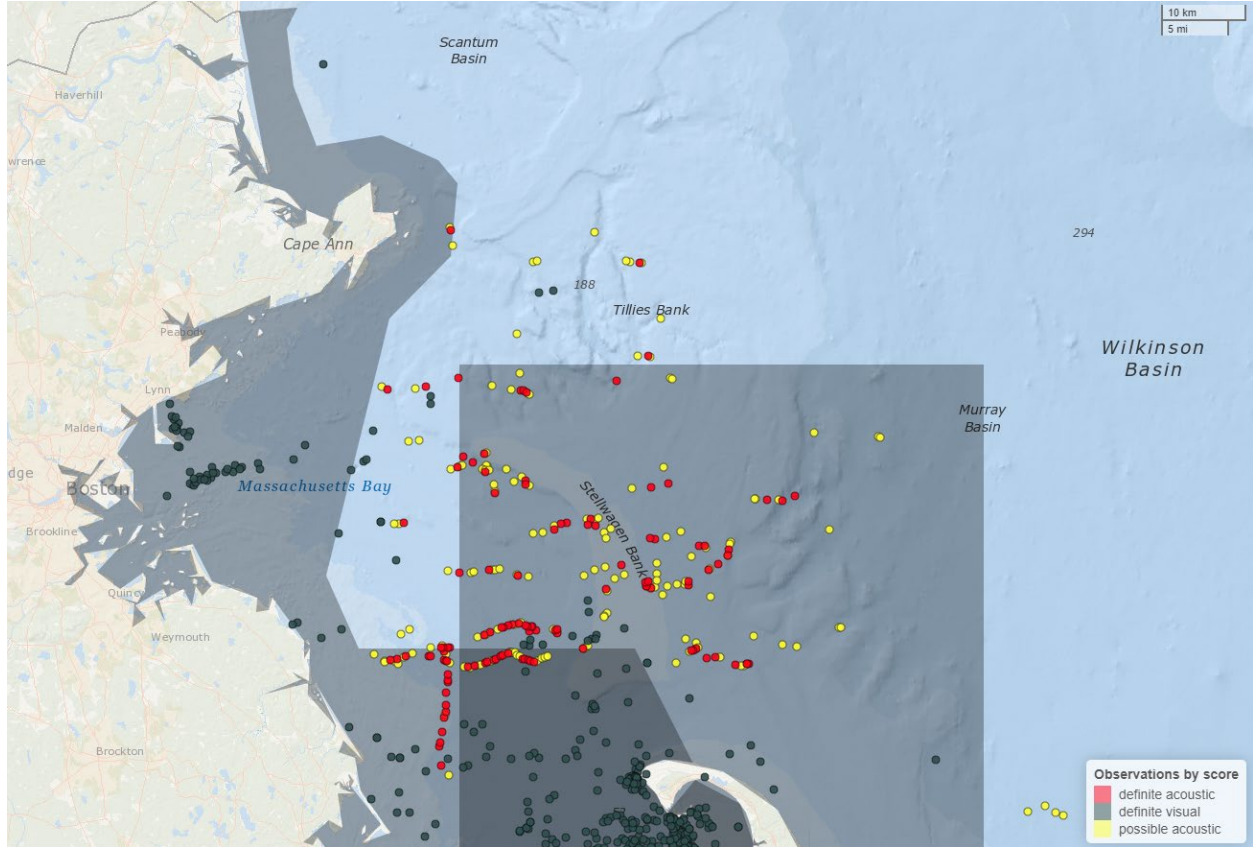 10 km
5 mi
Scantum
Basin
Haverhill
wrence
Cape Ann
294
188
Tillies Bank
Peabody
Wilkinson
Basin
Lynn
Murray
Basin
Malden
dge
Boston
Massachusetts Bay
Stellwagen Bank
Brookline
Quincy
Weymouth
Brockton
Observations by score
definite acoustic
definite visual
possible acoustic